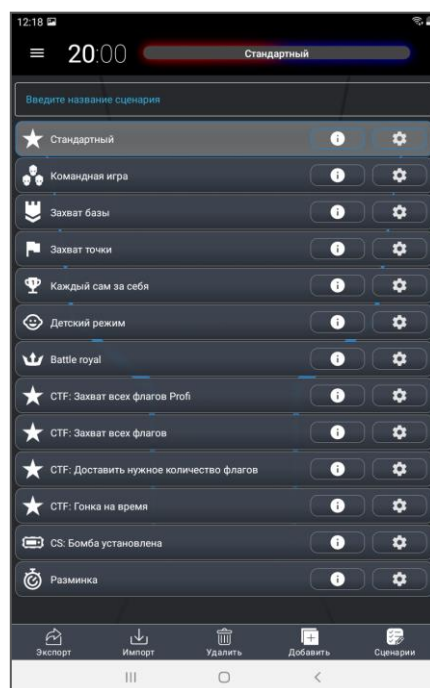 12:18
20:00 Стандартный
Введите название сценария
Стандартный
Командная игра
Захват базы
Захват точки
Каждый сам за себя
Детский режим
Battle royal
CTF: Захват всех флагов Profi
CTF: Захват всех флагов
CTF: Доставить нужное количество флагов
CTF: Гонка на время
CS: Бомба установлена
Разминка
Экспорт Импорт Удалить Добавить Сценарии